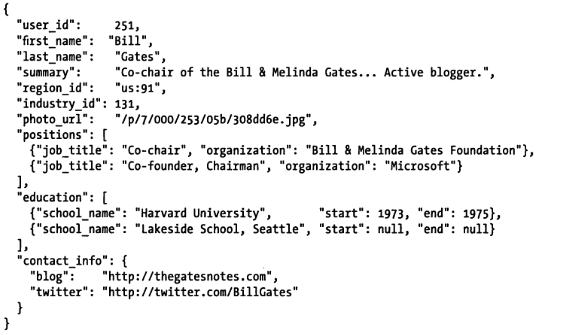 {
"user_id": 251,
"first_name": "Bill",
"last_name": "Gates",
"summary": "Co-chair of the Bill & Melinda Gates... Active blogger.",
"region_id": "us:91",
"industry_id": 131,
"photo_url": "/p/7/000/253/05b/308dd6e.jpg",
"positions": [
{"job_title": "Co-chair", "organization": "Bill & Melinda Gates Foundation"},
{"job_title": "Co-founder, Chairman", "organization": "Microsoft"}
],
"education": [
{"school_name": "Harvard University", "start": 1973, "end": 1975},
{"school_name": "Lakeside School, Seattle", "start": null, "end": null}
],
"contact_info": {
"blog": "http://thegatesnotes.com",
"twitter": "http://twitter.com/BillGates"
}
}